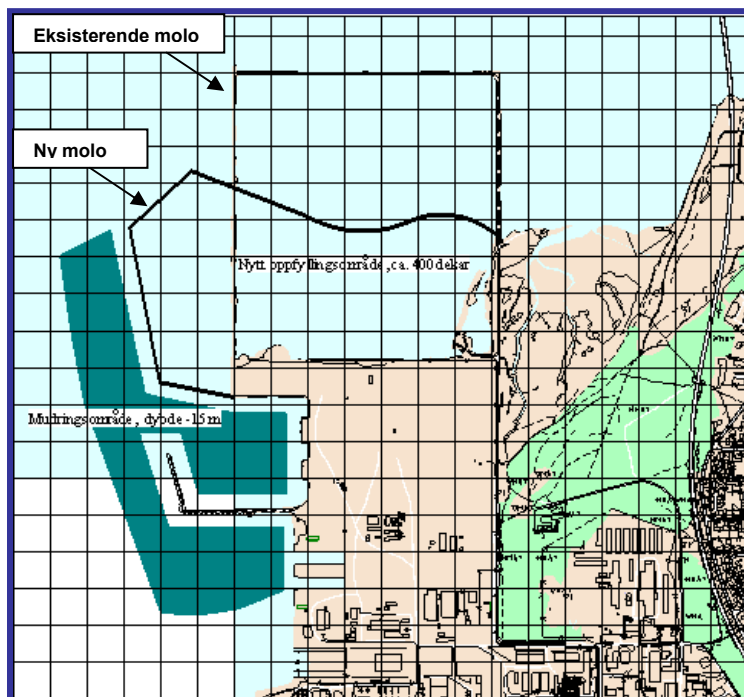 Eksisterende molo
Ny molo
Nytt oppfyllingsområde, ca. 400 dekar
Mudringsområde, dybde -15 m